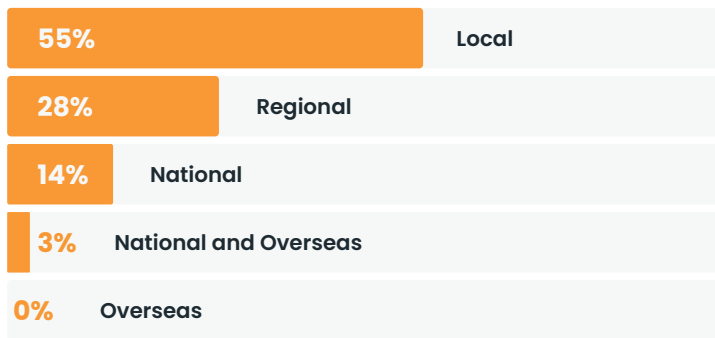 55% Local
28% Regional
14% National
3% National and Overseas
0% Overseas